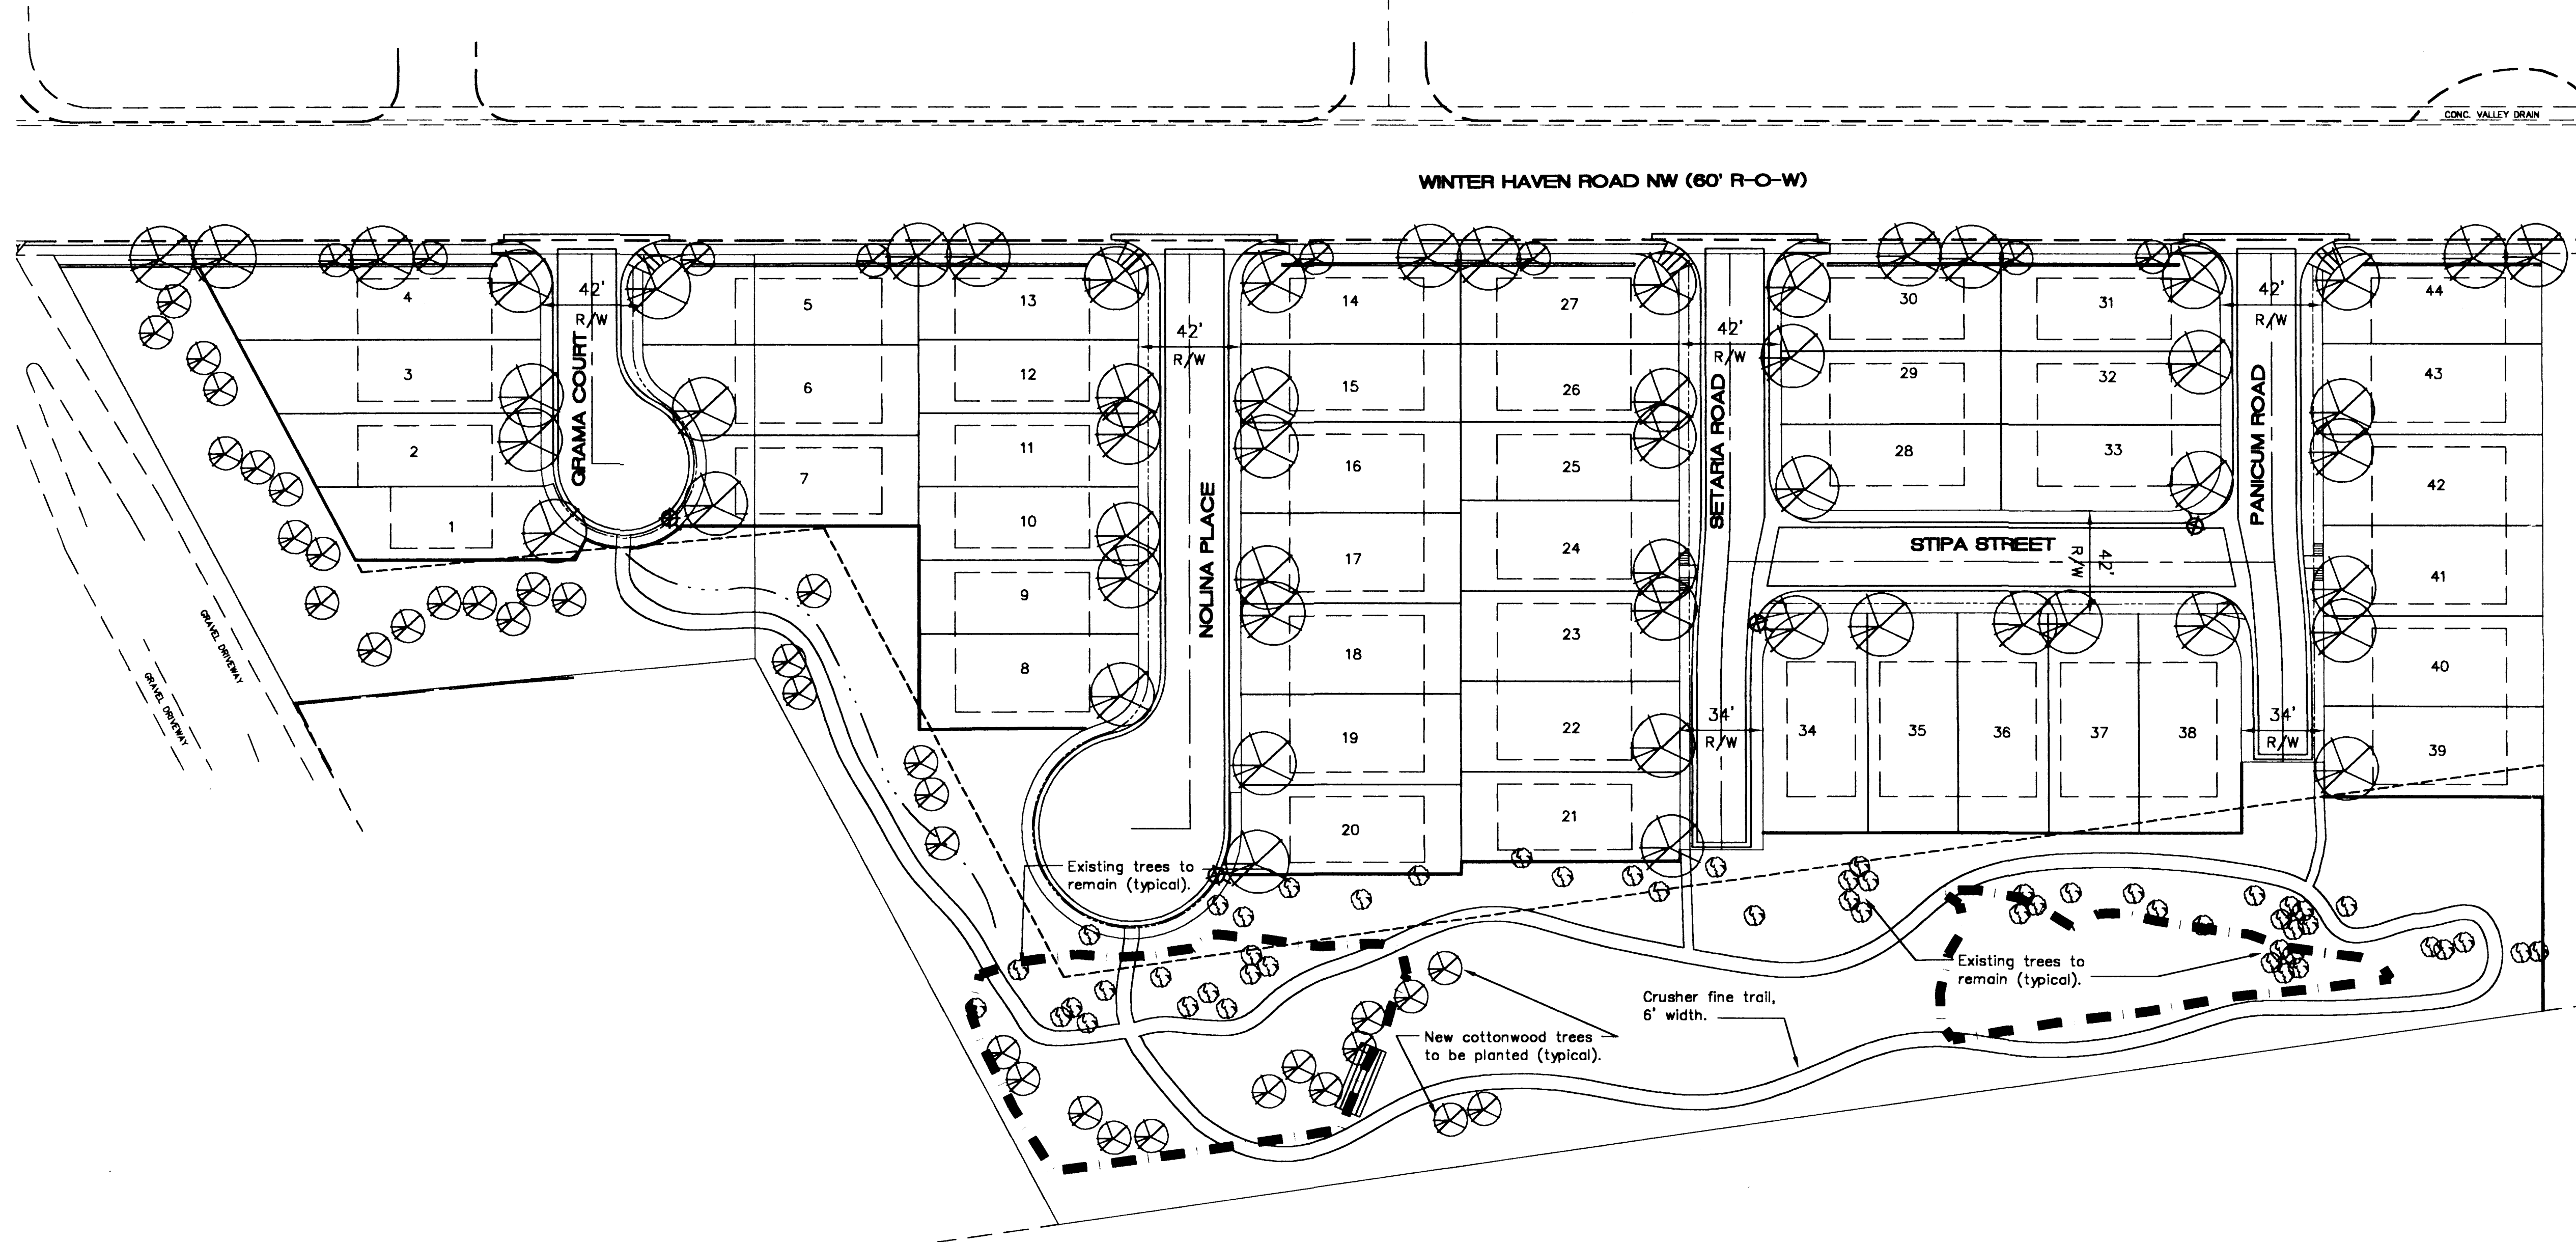 CONC. VALLEY DRAIN
WINTER HAVEN ROAD NW (60' R-O-W)
4
3
2
1
42'
R/W
GRAMA COURT
5
6
7
13
12
11
10
9
8
42'
R/W
NOLINA PLACE
14
15
16
17
18
19
20
27
26
25
24
23
22
21
42'
R/W
SETARIA ROAD
34'
R/W
30
29
28
31
32
33
STIPA STREET
42'
R/W
34
35
36
37
38
42'
R/W
PANICUM ROAD
34'
R/W
44
43
42
41
40
39
GRAVEL DRIVEWAY
GRAVEL DRIVEWAY
Existing trees to
remain (typical).
New cottonwood trees
to be planted (typical).
Crusher fine trail,
6' width.
Existing trees to
remain (typical).